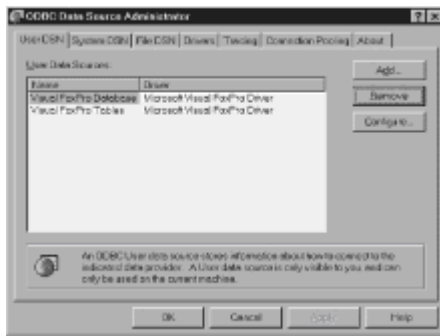 ODBC Data Source Administrator
User DSN System DSN File DSN Drivers Tracing Connection Pooling About
User Data Sources:
Add...
Name Driver
Visual FoxPro Database Microsoft Visual FoxPro Driver
Remove
Visual FoxPro Tables Microsoft Visual FoxPro Driver
Configure...
An ODBC User data source stores information about how to connect to the
indicated data provider. A User data source is only visible to you, and can
only be used on the current machine.
OK Cancel Apply Help